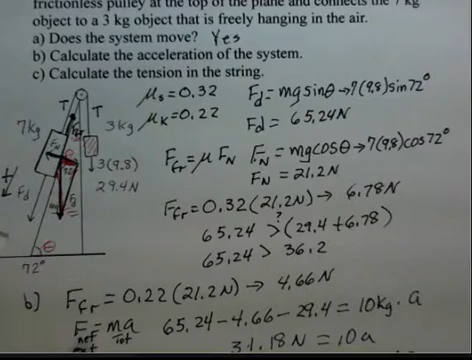 frictionless pulley at the top of the plane and connects the 7 kg
object to a 3 kg object that is freely hanging in the air.
a) Does the system move? Yes
b) Calculate the acceleration of the system.
c) Calculate the tension in the string.
T T
7kg 3kg
3(9.8)
29.4N
Fd
θ
72°
μs = 0.32
μK = 0.22
Fd = mg sinθ → 7(9.8) sin 72°
Fd = 65.24N
Ffr = μ FN FN = mg cosθ → 7(9.8) cos 72°
FN = 21.2N
Ffr = 0.32(21.2N) → 6.78N
65.24 >? (29.4 + 6.78)
65.24 > 36.2
b) Ffr = 0.22(21.2N) → 4.66N
Fnet ext = ma Tot 65.24 - 4.66 - 29.4 = 10kg · a
31.18N = 10a